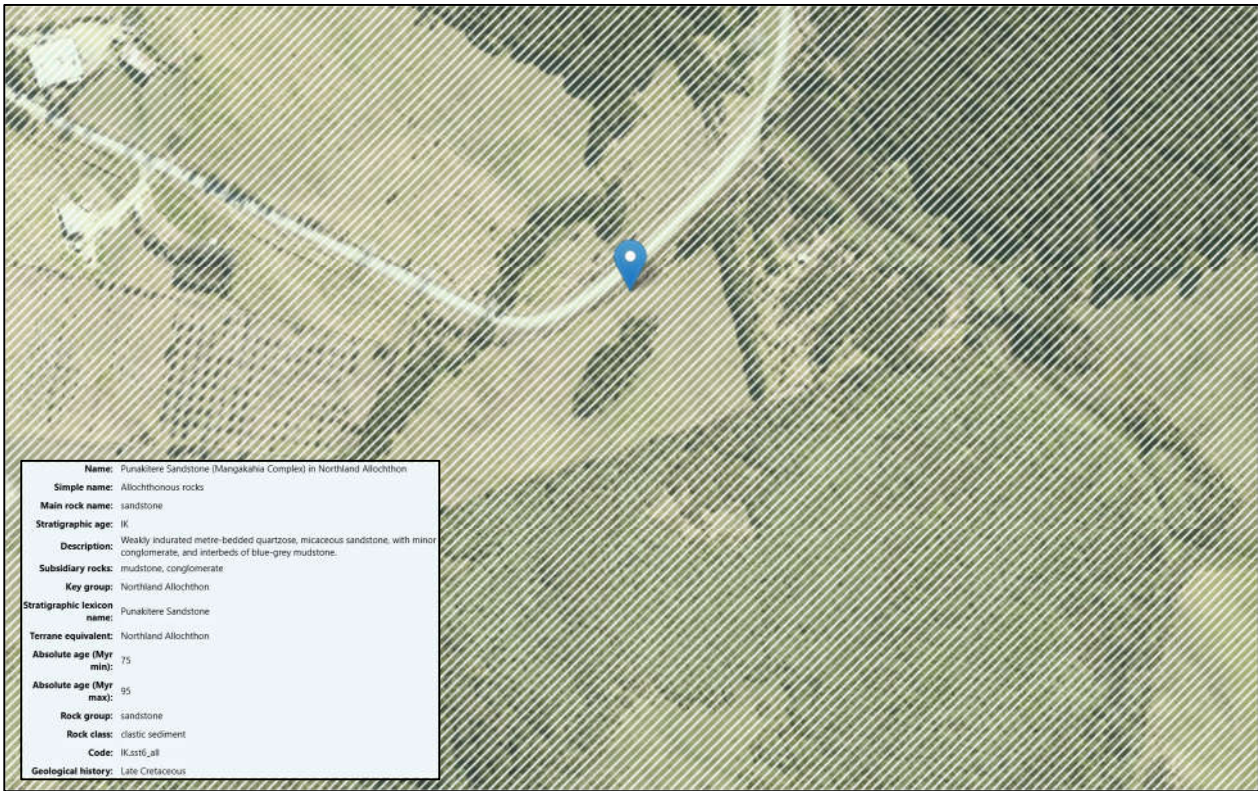 Name: Punakitere Sandstone (Mangakahia Complex) in Northland Allochthon
Simple name: Allochthonous rocks
Main rock name: sandstone
Stratigraphic age: lK
Description: Weakly indurated metre-bedded quartzose, micaceous sandstone, with minor
conglomerate, and interbeds of blue-grey mudstone.
Subsidiary rocks: mudstone, conglomerate
Key group: Northland Allochthon
Stratigraphic lexicon
name: Punakitere Sandstone
Terrane equivalent: Northland Allochthon
Absolute age (Myr
min): 75
Absolute age (Myr
max): 95
Rock group: sandstone
Rock class: clastic sediment
Code: lK.sst6_all
Geological history: Late Cretaceous